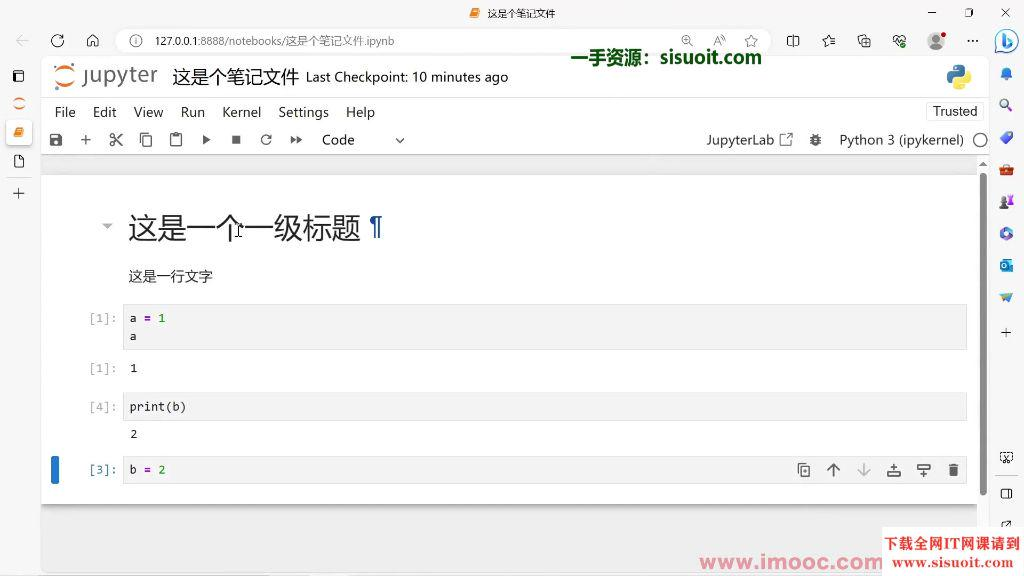 这是个笔记文件
127.0.0.1:8888/notebooks/这是个笔记文件.ipynb
一手资源：sisuoit.com
jupyter 这是个笔记文件 Last Checkpoint: 10 minutes ago
File Edit View Run Kernel Settings Help
Trusted
Code
JupyterLab
Python 3 (ipykernel)
这是一个一级标题 ¶
这是一行文字
[1]: a = 1
a
[1]: 1
[4]: print(b)
2
[3]: b = 2
下载全网IT网课请到
www.imooc.com
www.sisuoit.com